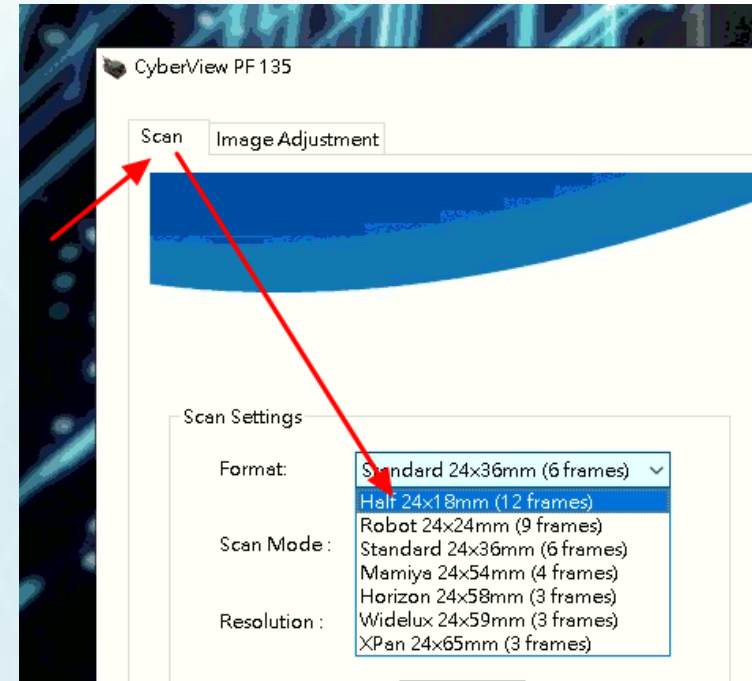 CyberView PF 135
Scan Image Adjustment
Scan Settings
Format: Standard 24x36mm (6 frames)
Half 24x18mm (12 frames)
Robot 24x24mm (9 frames)
Scan Mode : Standard 24x36mm (6 frames)
Mamiya 24x54mm (4 frames)
Horizon 24x58mm (3 frames)
Resolution : Widelux 24x59mm (3 frames)
XPan 24x65mm (3 frames)